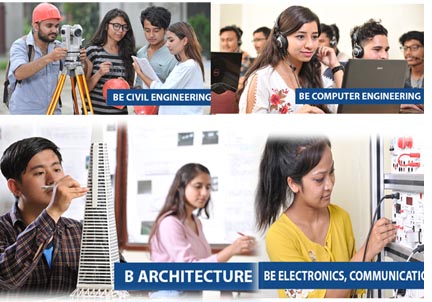 BE CIVIL ENGINEERING
BE COMPUTER ENGINEERING
B ARCHITECTURE
BE ELECTRONICS, COMMUNICATIO